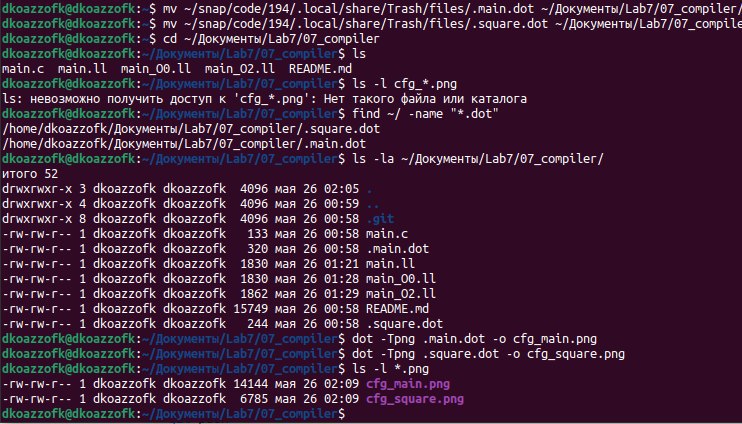 dkoazzofk@dkoazzofk:~$ mv ~/snap/code/194/.local/share/Trash/files/.main.dot ~/Документы/Lab7/07_compiler/
dkoazzofk@dkoazzofk:~$ mv ~/snap/code/194/.local/share/Trash/files/.square.dot ~/Документы/Lab7/07_compile
dkoazzofk@dkoazzofk:~$ cd ~/Документы/Lab7/07_compiler
dkoazzofk@dkoazzofk:~/Документы/Lab7/07_compiler$ ls
main.c  main.ll  main_O0.ll  main_O2.ll  README.md
dkoazzofk@dkoazzofk:~/Документы/Lab7/07_compiler$ ls -l cfg_*.png
ls: невозможно получить доступ к 'cfg_*.png': Нет такого файла или каталога
dkoazzofk@dkoazzofk:~/Документы/Lab7/07_compiler$ find ~/ -name "*.dot"
/home/dkoazzofk/Документы/Lab7/07_compiler/.square.dot
/home/dkoazzofk/Документы/Lab7/07_compiler/.main.dot
dkoazzofk@dkoazzofk:~/Документы/Lab7/07_compiler$ ls -la ~/Документы/Lab7/07_compiler/
итого 52
drwxrwxr-x 3 dkoazzofk dkoazzofk  4096 мая 26 02:05 .
drwxrwxr-x 4 dkoazzofk dkoazzofk  4096 мая 26 00:59 ..
drwxrwxr-x 8 dkoazzofk dkoazzofk  4096 мая 26 00:58 .git
-rw-rw-r-- 1 dkoazzofk dkoazzofk   133 мая 26 00:58 main.c
-rw-rw-r-- 1 dkoazzofk dkoazzofk   320 мая 26 00:58 .main.dot
-rw-rw-r-- 1 dkoazzofk dkoazzofk  1830 мая 26 01:21 main.ll
-rw-rw-r-- 1 dkoazzofk dkoazzofk  1830 мая 26 01:28 main_O0.ll
-rw-rw-r-- 1 dkoazzofk dkoazzofk  1862 мая 26 01:29 main_O2.ll
-rw-rw-r-- 1 dkoazzofk dkoazzofk 15749 мая 26 00:58 README.md
-rw-rw-r-- 1 dkoazzofk dkoazzofk   244 мая 26 00:58 .square.dot
dkoazzofk@dkoazzofk:~/Документы/Lab7/07_compiler$ dot -Tpng .main.dot -o cfg_main.png
dkoazzofk@dkoazzofk:~/Документы/Lab7/07_compiler$ dot -Tpng .square.dot -o cfg_square.png
dkoazzofk@dkoazzofk:~/Документы/Lab7/07_compiler$ ls -l *.png
-rw-rw-r-- 1 dkoazzofk dkoazzofk 14144 мая 26 02:09 cfg_main.png
-rw-rw-r-- 1 dkoazzofk dkoazzofk  6785 мая 26 02:09 cfg_square.png
dkoazzofk@dkoazzofk:~/Документы/Lab7/07_compiler$